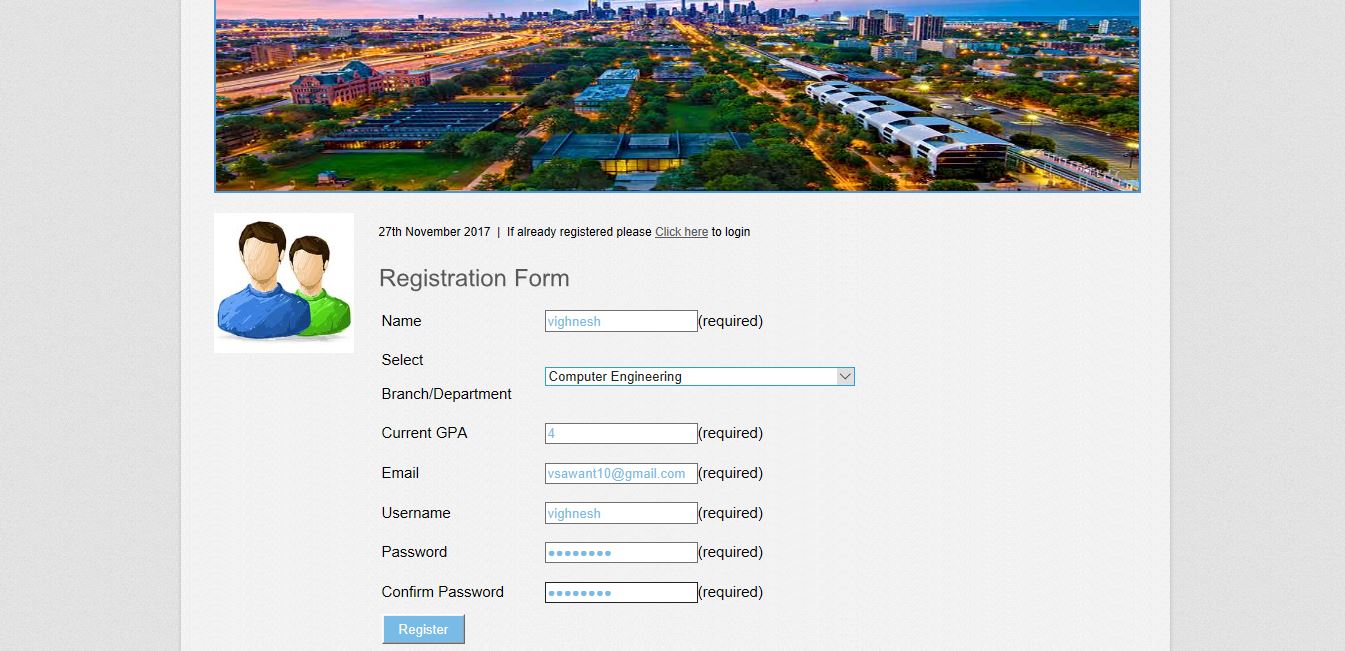 27th November 2017 | If already registered please Click here to login
Registration Form
Name vighnesh (required)
Select
Branch/Department
Computer Engineering
Current GPA 4 (required)
Email vsawant10@gmail.com (required)
Username vighnesh (required)
Password ●●●●●●●● (required)
Confirm Password ●●●●●●●● (required)
Register